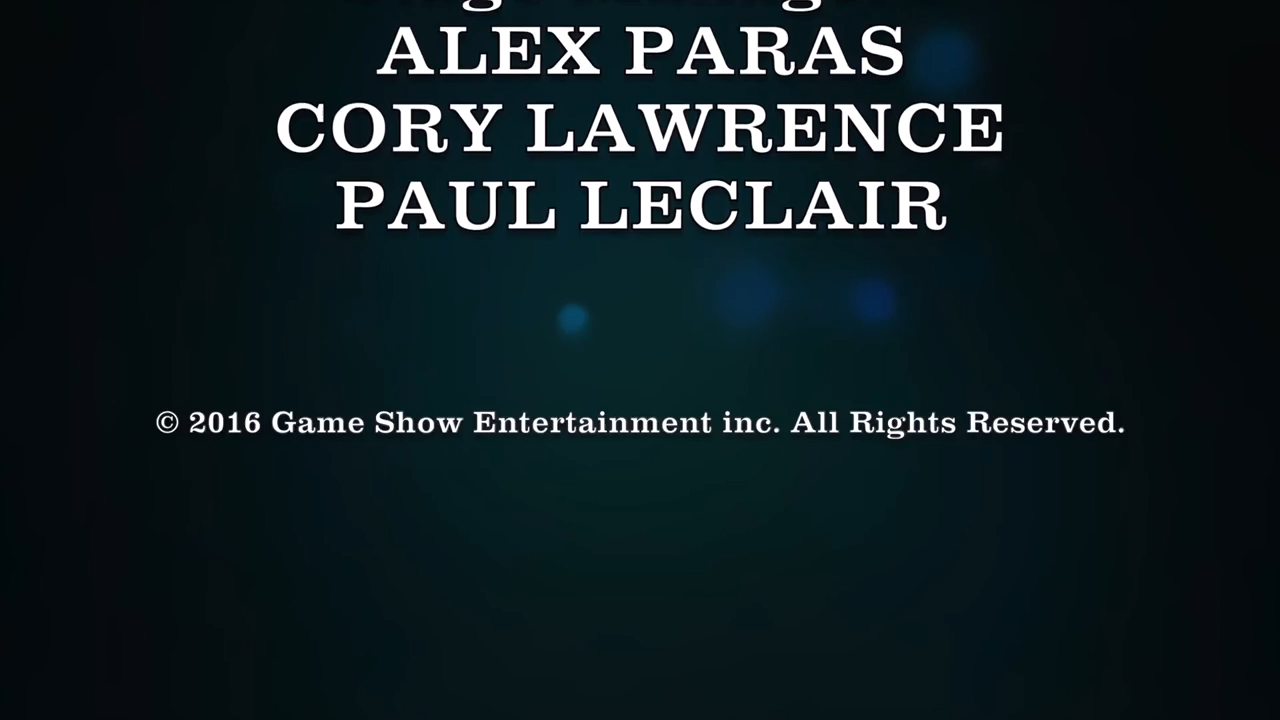 ALEX PARAS
CORY LAWRENCE
PAUL LECLAIR
© 2016 Game Show Entertainment inc. All Rights Reserved.